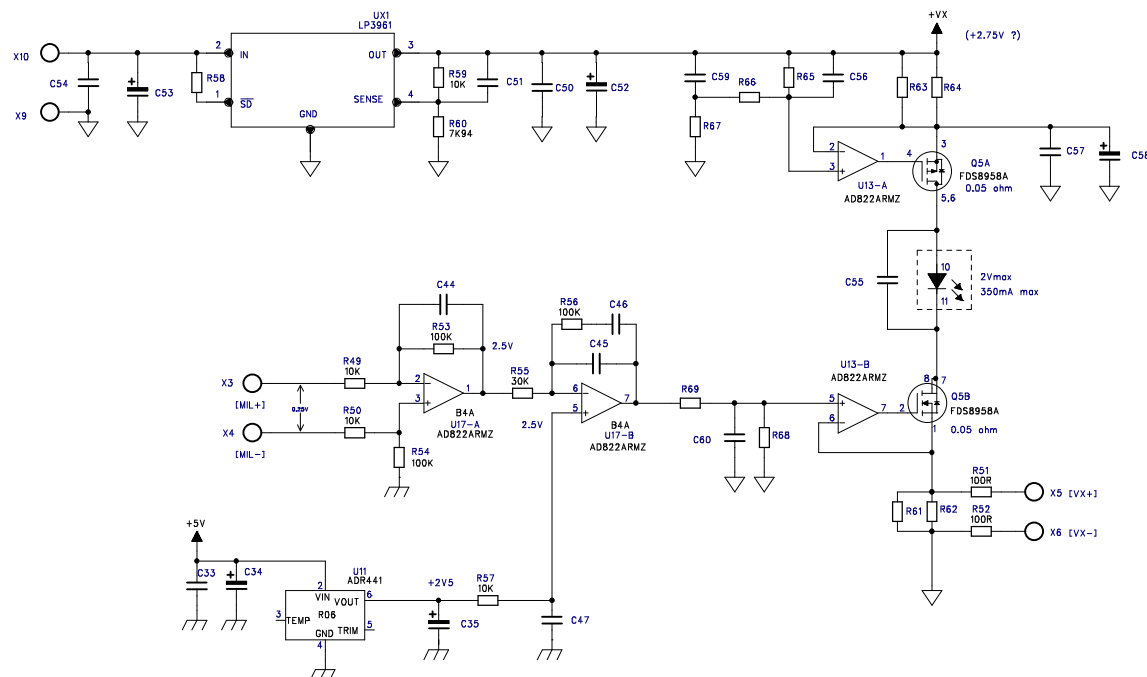 UX1
LP3961
+VX
(+2.75V ?)
X10
2
IN
OUT
3
C54
C53
R58
1
SD
SENSE
4
GND
X9
R59
10K
C51
C50
C52
R60
7K94
C59
R66
R65
C56
R67
R63
R64
2
3
1
U13-A
AD822ARMZ
4
3
5,6
Q5A
FDS8958A
0.05 ohm
C57
C58
C55
10
11
2Vmax
350mA max
C44
R53
100K
2.5V
R56
100K
C46
C45
X3
[MIL+]
0.25V
X4
[MIL-]
R49
10K
R50
10K
2
3
1
B4A
U17-A
AD822ARMZ
R54
100K
R55
30K
2.5V
6
5
7
B4A
U17-B
AD822ARMZ
R69
C60
R68
U13-B
AD822ARMZ
5
6
7
2
8
7
1
Q5B
FDS8958A
0.05 ohm
R51
100R
X5 [VX+]
R61
R62
R52
100R
X6 [VX-]
+5V
C33
C34
U11
ADR441
2
VIN
VOUT
6
3
TEMP
R06
GND
TRIM
5
4
+2V5
C35
R57
10K
C47